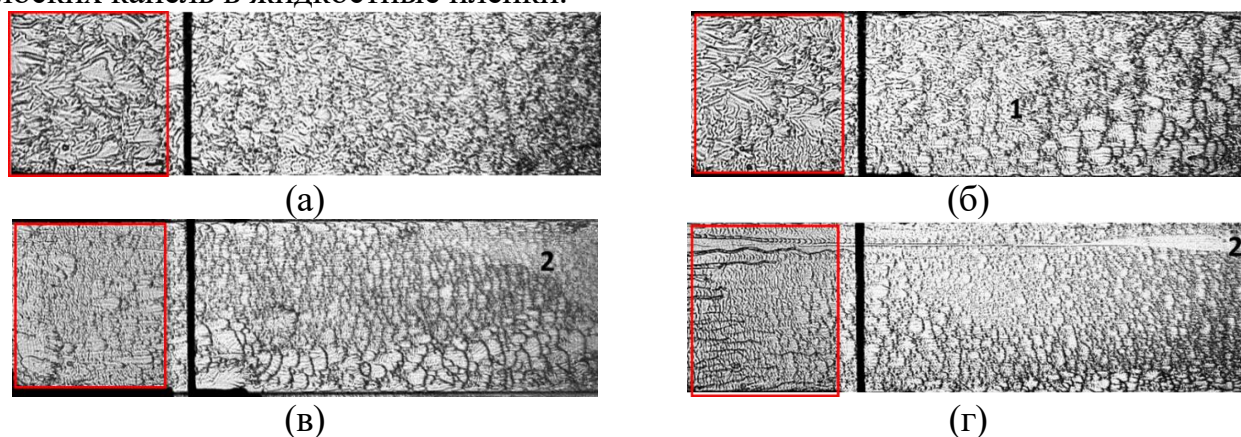 капель в жидкостные пленки.
1
(а) (б)
2 2
(в) (г)